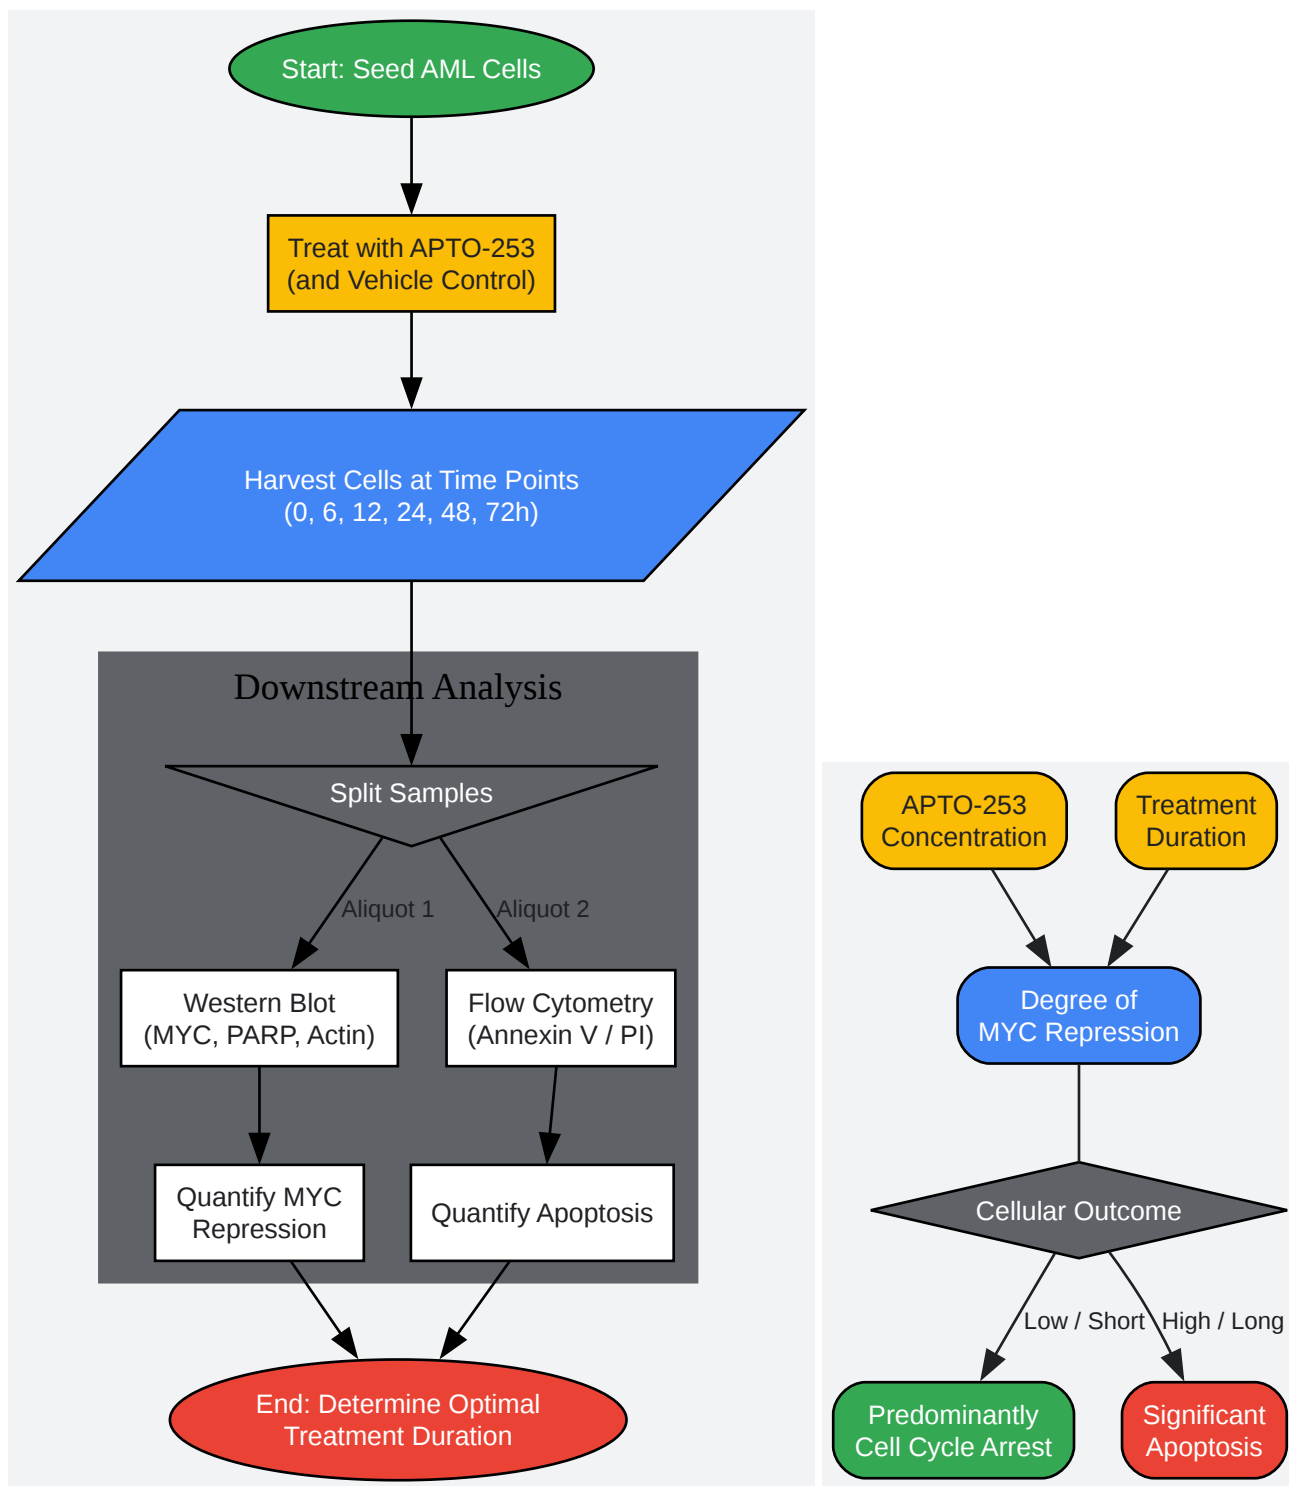 Start: Seed AML Cells
Treat with APTO-253
(and Vehicle Control)
Harvest Cells at Time Points
(0, 6, 12, 24, 48, 72h)
Downstream Analysis
Split Samples
Aliquot 1
Aliquot 2
Western Blot
(MYC, PARP, Actin)
Flow Cytometry
(Annexin V / PI)
Quantify MYC
Repression
Quantify Apoptosis
End: Determine Optimal
Treatment Duration
APTO-253
Concentration
Treatment
Duration
Degree of
MYC Repression
Cellular Outcome
Low / Short
High / Long
Predominantly
Cell Cycle Arrest
Significant
Apoptosis